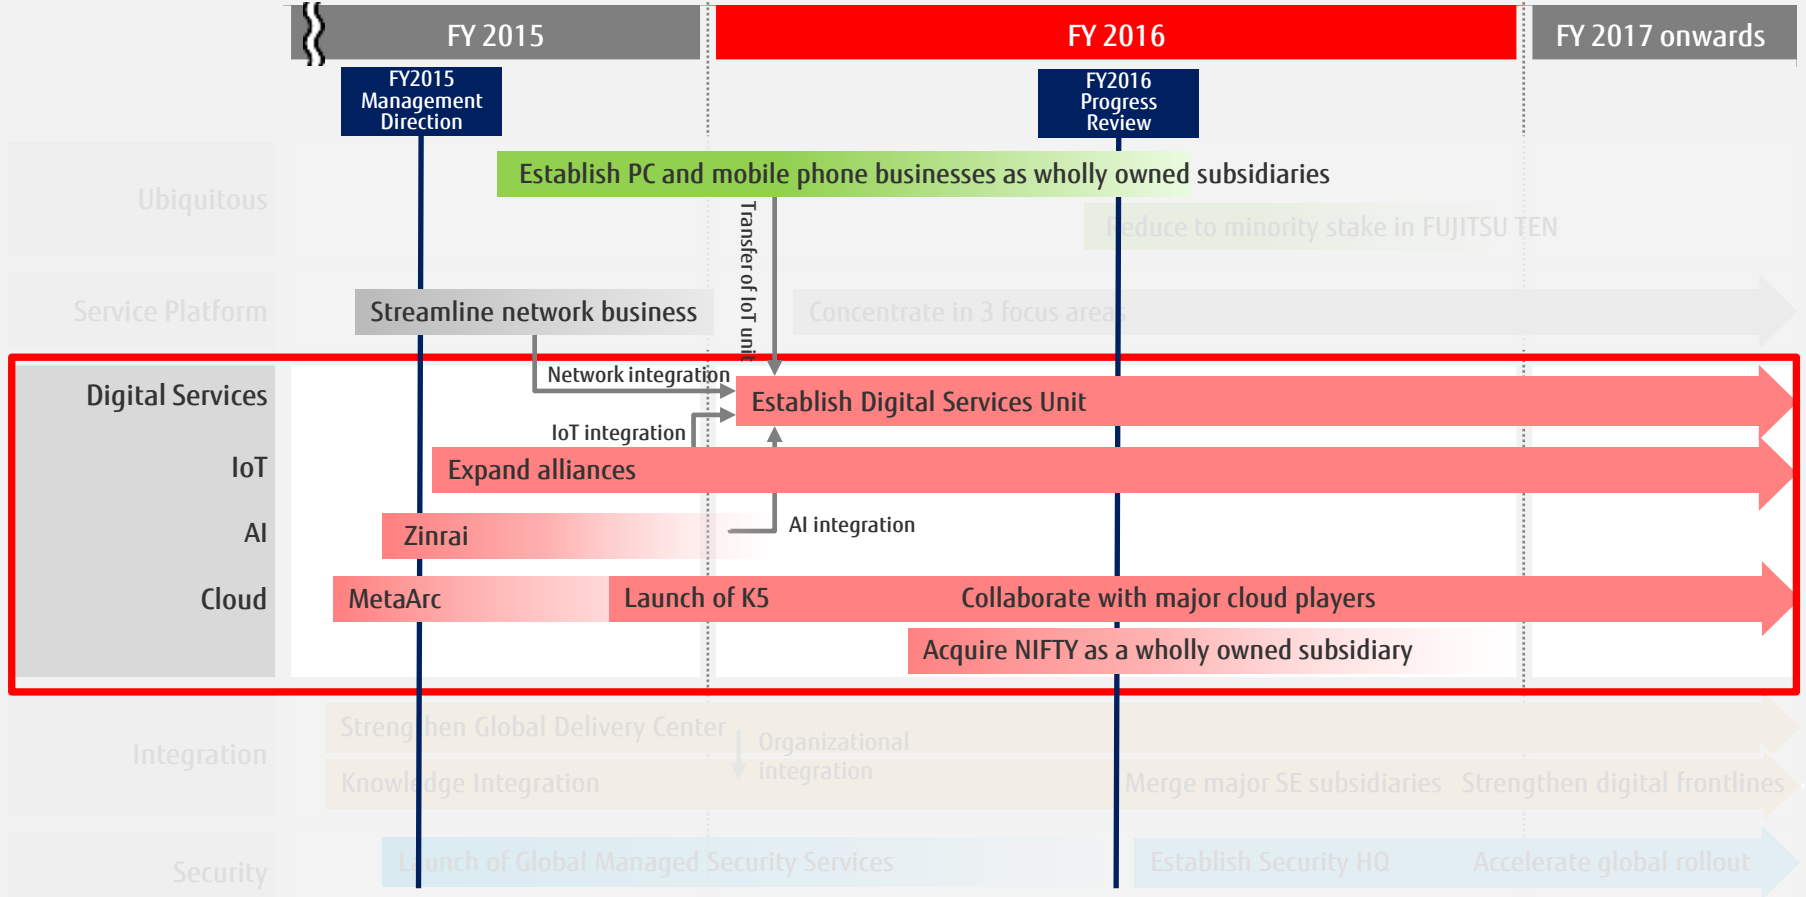 FY 2015
FY 2016
FY 2017 onwards
FY2015
Management
Direction
FY2016
Progress
Review
Ubiquitous
Establish PC and mobile phone businesses as wholly owned subsidiaries
Reduce to minority stake in FUJITSU TEN
Transfer of IoT unit
Service Platform
Streamline network business
Concentrate in 3 focus areas
Digital Services
Network integration
Establish Digital Services Unit
IoT integration
IoT
Expand alliances
AI
Zinrai
AI integration
Cloud
MetaArc
Launch of K5
Collaborate with major cloud players
Acquire NIFTY as a wholly owned subsidiary
Integration
Strengthen Global Delivery Center
Organizational
integration
Knowledge Integration
Merge major SE subsidiaries
Strengthen digital frontlines
Security
Launch of Global Managed Security Services
Establish Security HQ
Accelerate global rollout